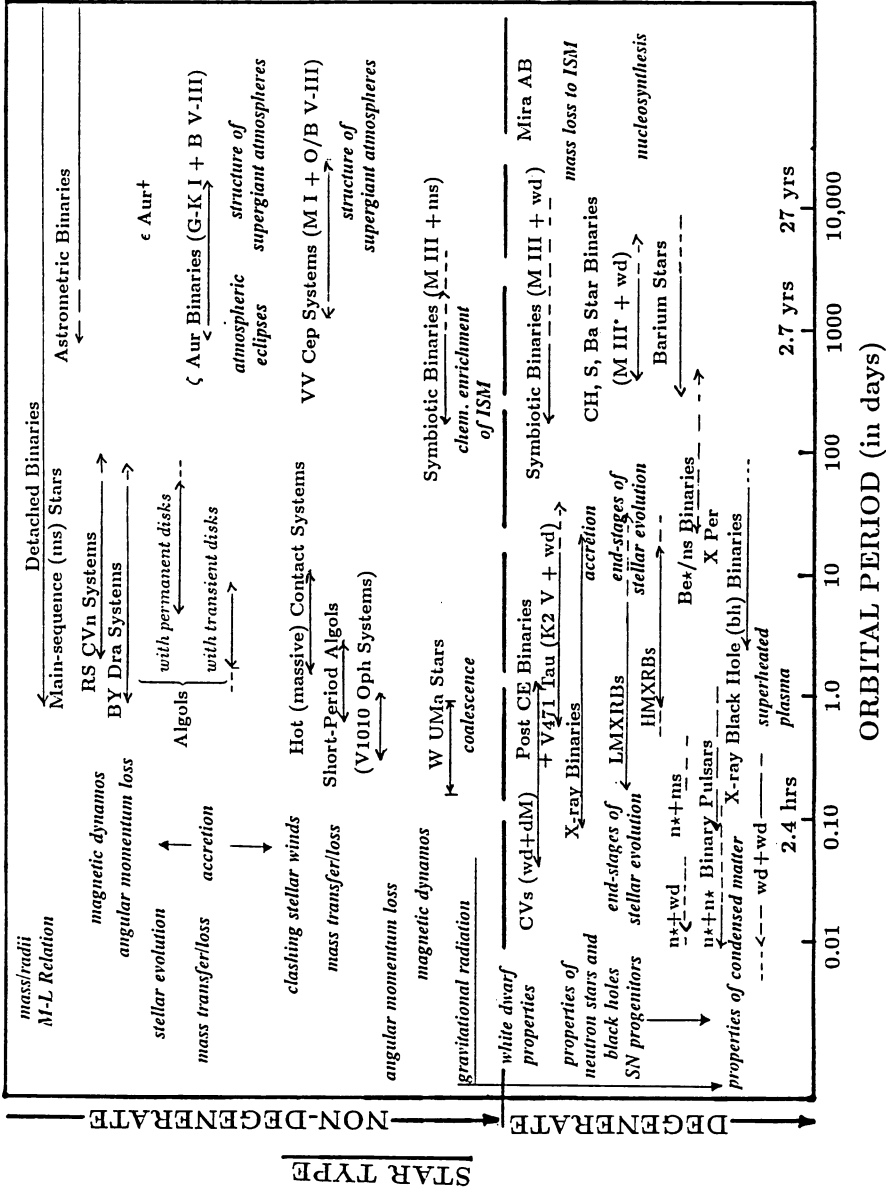 STAR TYPE
NON-DEGENERATE
DEGENERATE
mass/radii
M-L Relation
Detached Binaries
Main-sequence (ms) Stars
Astrometric Binaries
magnetic dynamos
angular momentum loss
RS CVn Systems
BY Dra Systems
stellar evolution
accretion
mass transfer/loss
Algols
with permanent disks
with transient disks
ϵ Aur+
ζ Aur Binaries (G-K I + B V-III)
atmospheric
eclipses
structure of
supergiant atmospheres
clashing stellar winds
mass transfer/loss
Hot (massive) Contact Systems
Short-Period Algols
(V1010 Oph Systems)
VV Cep Systems (M I + O/B V-III)
structure of
supergiant atmospheres
angular momentum loss
magnetic dynamos
W UMa Stars
coalescence
Symbiotic Binaries (M III + ms)
chem. enrichment
of ISM
gravitational radiation
white dwarf
properties
CVs (wd+dM)
Post CE Binaries
+ V471 Tau (K2 V + wd)
Symbiotic Binaries (M III + wd)
Mira AB
mass loss to ISM
properties of
neutron stars and
black holes
SN progenitors
X-ray Binaries
accretion
end-stages of
stellar evolution
LMXRBs
HMXRBs
end-stages of
stellar evolution
CH, S, Ba Star Binaries
(M III* + wd)
Barium Stars
nucleosynthesis
n⋆+wd
n⋆+ms
n⋆+n⋆ Binary Pulsars
Be⋆/ns Binaries
X Per
X-ray Black Hole (bh) Binaries
properties of condensed matter
wd+wd
superheated
plasma
2.4 hrs
2.7 yrs
27 yrs
0.01
0.10
1.0
10
100
1000
10,000
ORBITAL PERIOD (in days)